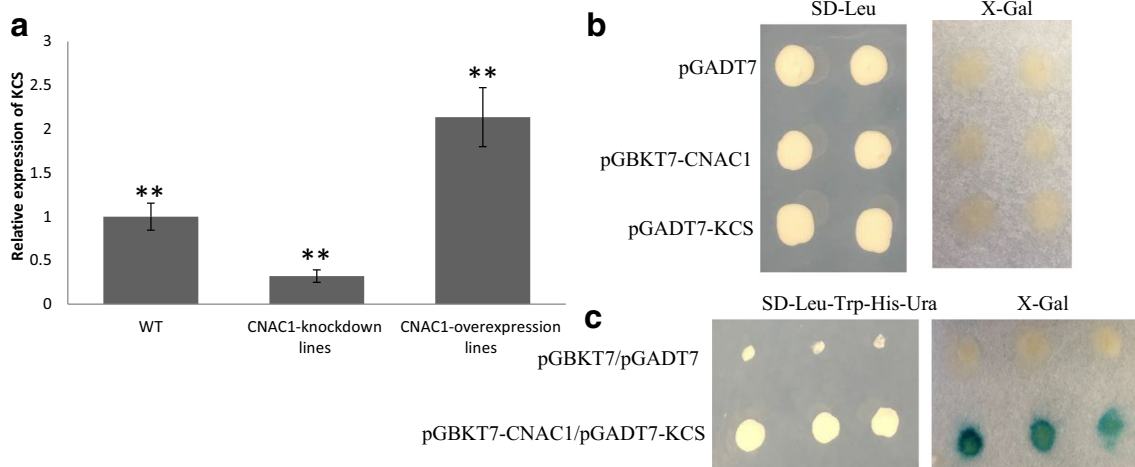 a
3
2.5
2
1.5
1
0.5
0
Relative expression of KCS
**
**
**
WT
CNAC1-knockdown
lines
CNAC1-overexpression
lines
b
SD-Leu
X-Gal
pGADT7
pGBKT7-CNAC1
pGADT7-KCS
c
SD-Leu-Trp-His-Ura
X-Gal
pGBKT7/pGADT7
pGBKT7-CNAC1/pGADT7-KCS